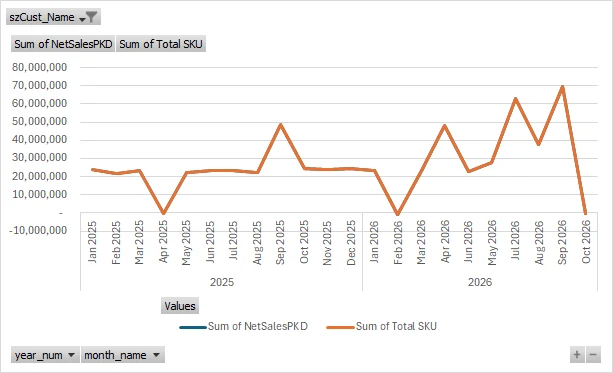 szCust_Name
Sum of NetSalesPKD Sum of Total SKU
80,000,000
70,000,000
60,000,000
50,000,000
40,000,000
30,000,000
20,000,000
10,000,000
-
-10,000,000
Jan 2025
Feb 2025
Mar 2025
Apr 2025
May 2025
Jun 2025
Jul 2025
Aug 2025
Sep 2025
Oct 2025
Nov 2025
Dec 2025
Jan 2026
Feb 2026
Mar 2026
Apr 2026
Jun 2026
May 2026
Jul 2026
Aug 2026
Sep 2026
Oct 2026
2025 2026
Values
Sum of NetSalesPKD Sum of Total SKU
year_num month_name
+ −